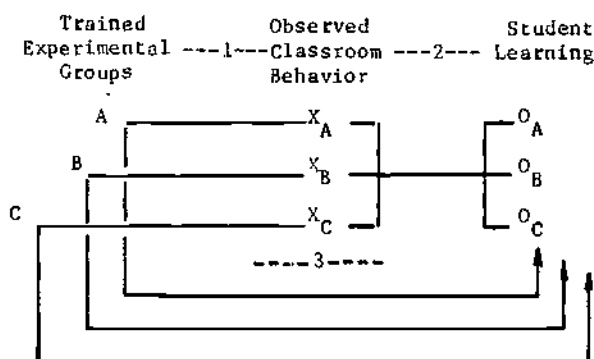 Trained Observed Student
Experimental ---1---Classroom ---2--- Learning
Groups Behavior
A X_A O_A
B X_B O_B
C X_C O_C
-----3----